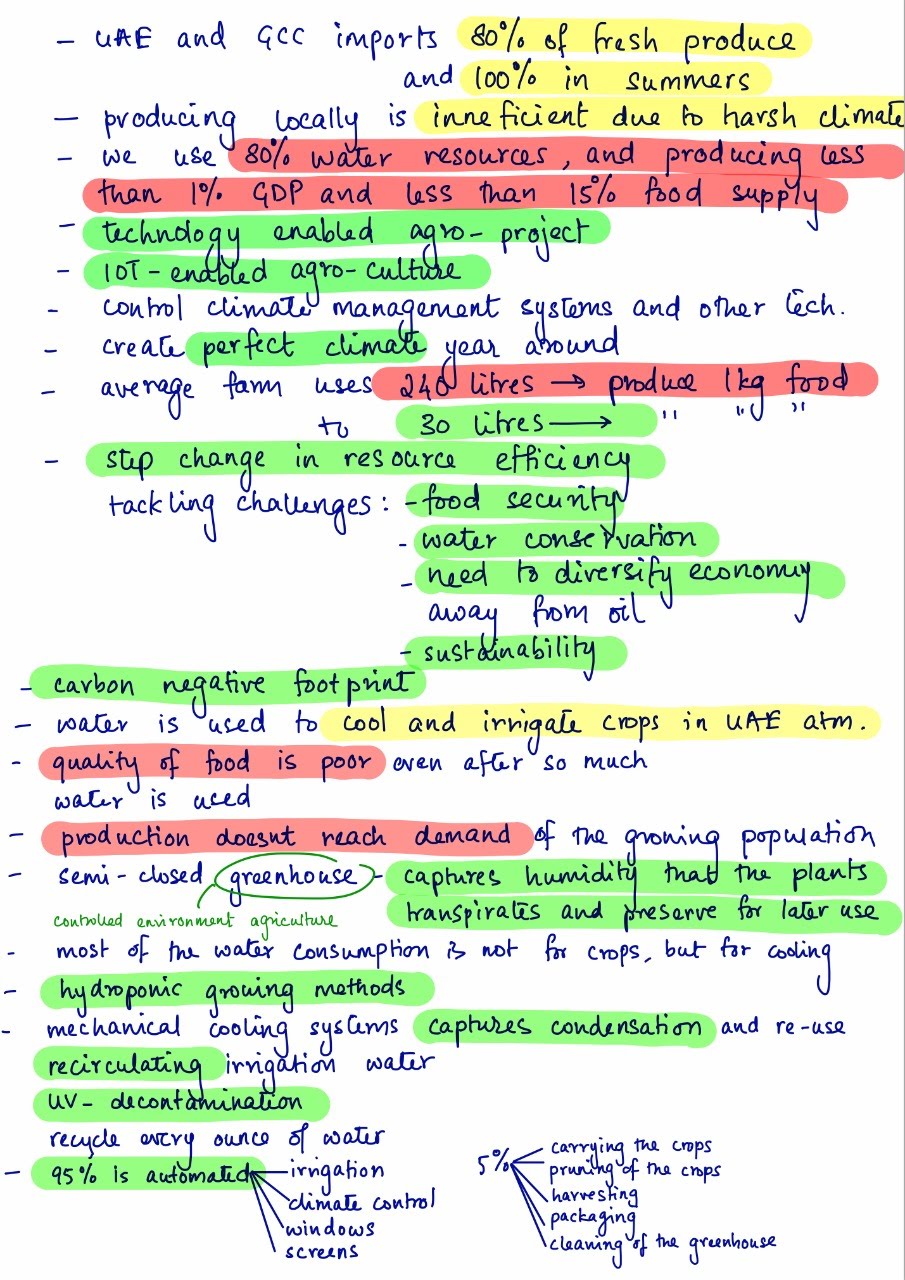 - UAE and GCC imports 80% of fresh produce
and 100% in summers
- producing locally is inneficient due to harsh climate
- we use 80% water resources, and producing less
than 1% GDP and less than 15% food supply
- technology enabled agro-project
- IOT-enabled agro-culture
- control climate management systems and other tech.
- create perfect climate year around
- average farm uses 240 litres → produce 1kg food
to 30 litres → " " "
- step change in resource efficiency
tackling challenges: - food security
- water conservation
- need to diversify economy
away from oil
- sustainability
- carbon negative footprint
- water is used to cool and irrigate crops in UAE atm.
- quality of food is poor even after so much
water is used
- production doesnt reach demand of the growing population
- semi-closed greenhouse - captures humidity that the plants
controlled environment agriculture transpirates and preserve for later use
- most of the water consumption is not for crops, but for cooling
- hydroponic growing methods
- mechanical cooling systems captures condensation and re-use
recirculating irrigation water
UV- decontamination
recycle every ounce of water
- 95% is automated irrigation
climate control
windows
screens
5% carrying the crops
pruning of the crops
harvesting
packaging
cleaning of the greenhouse